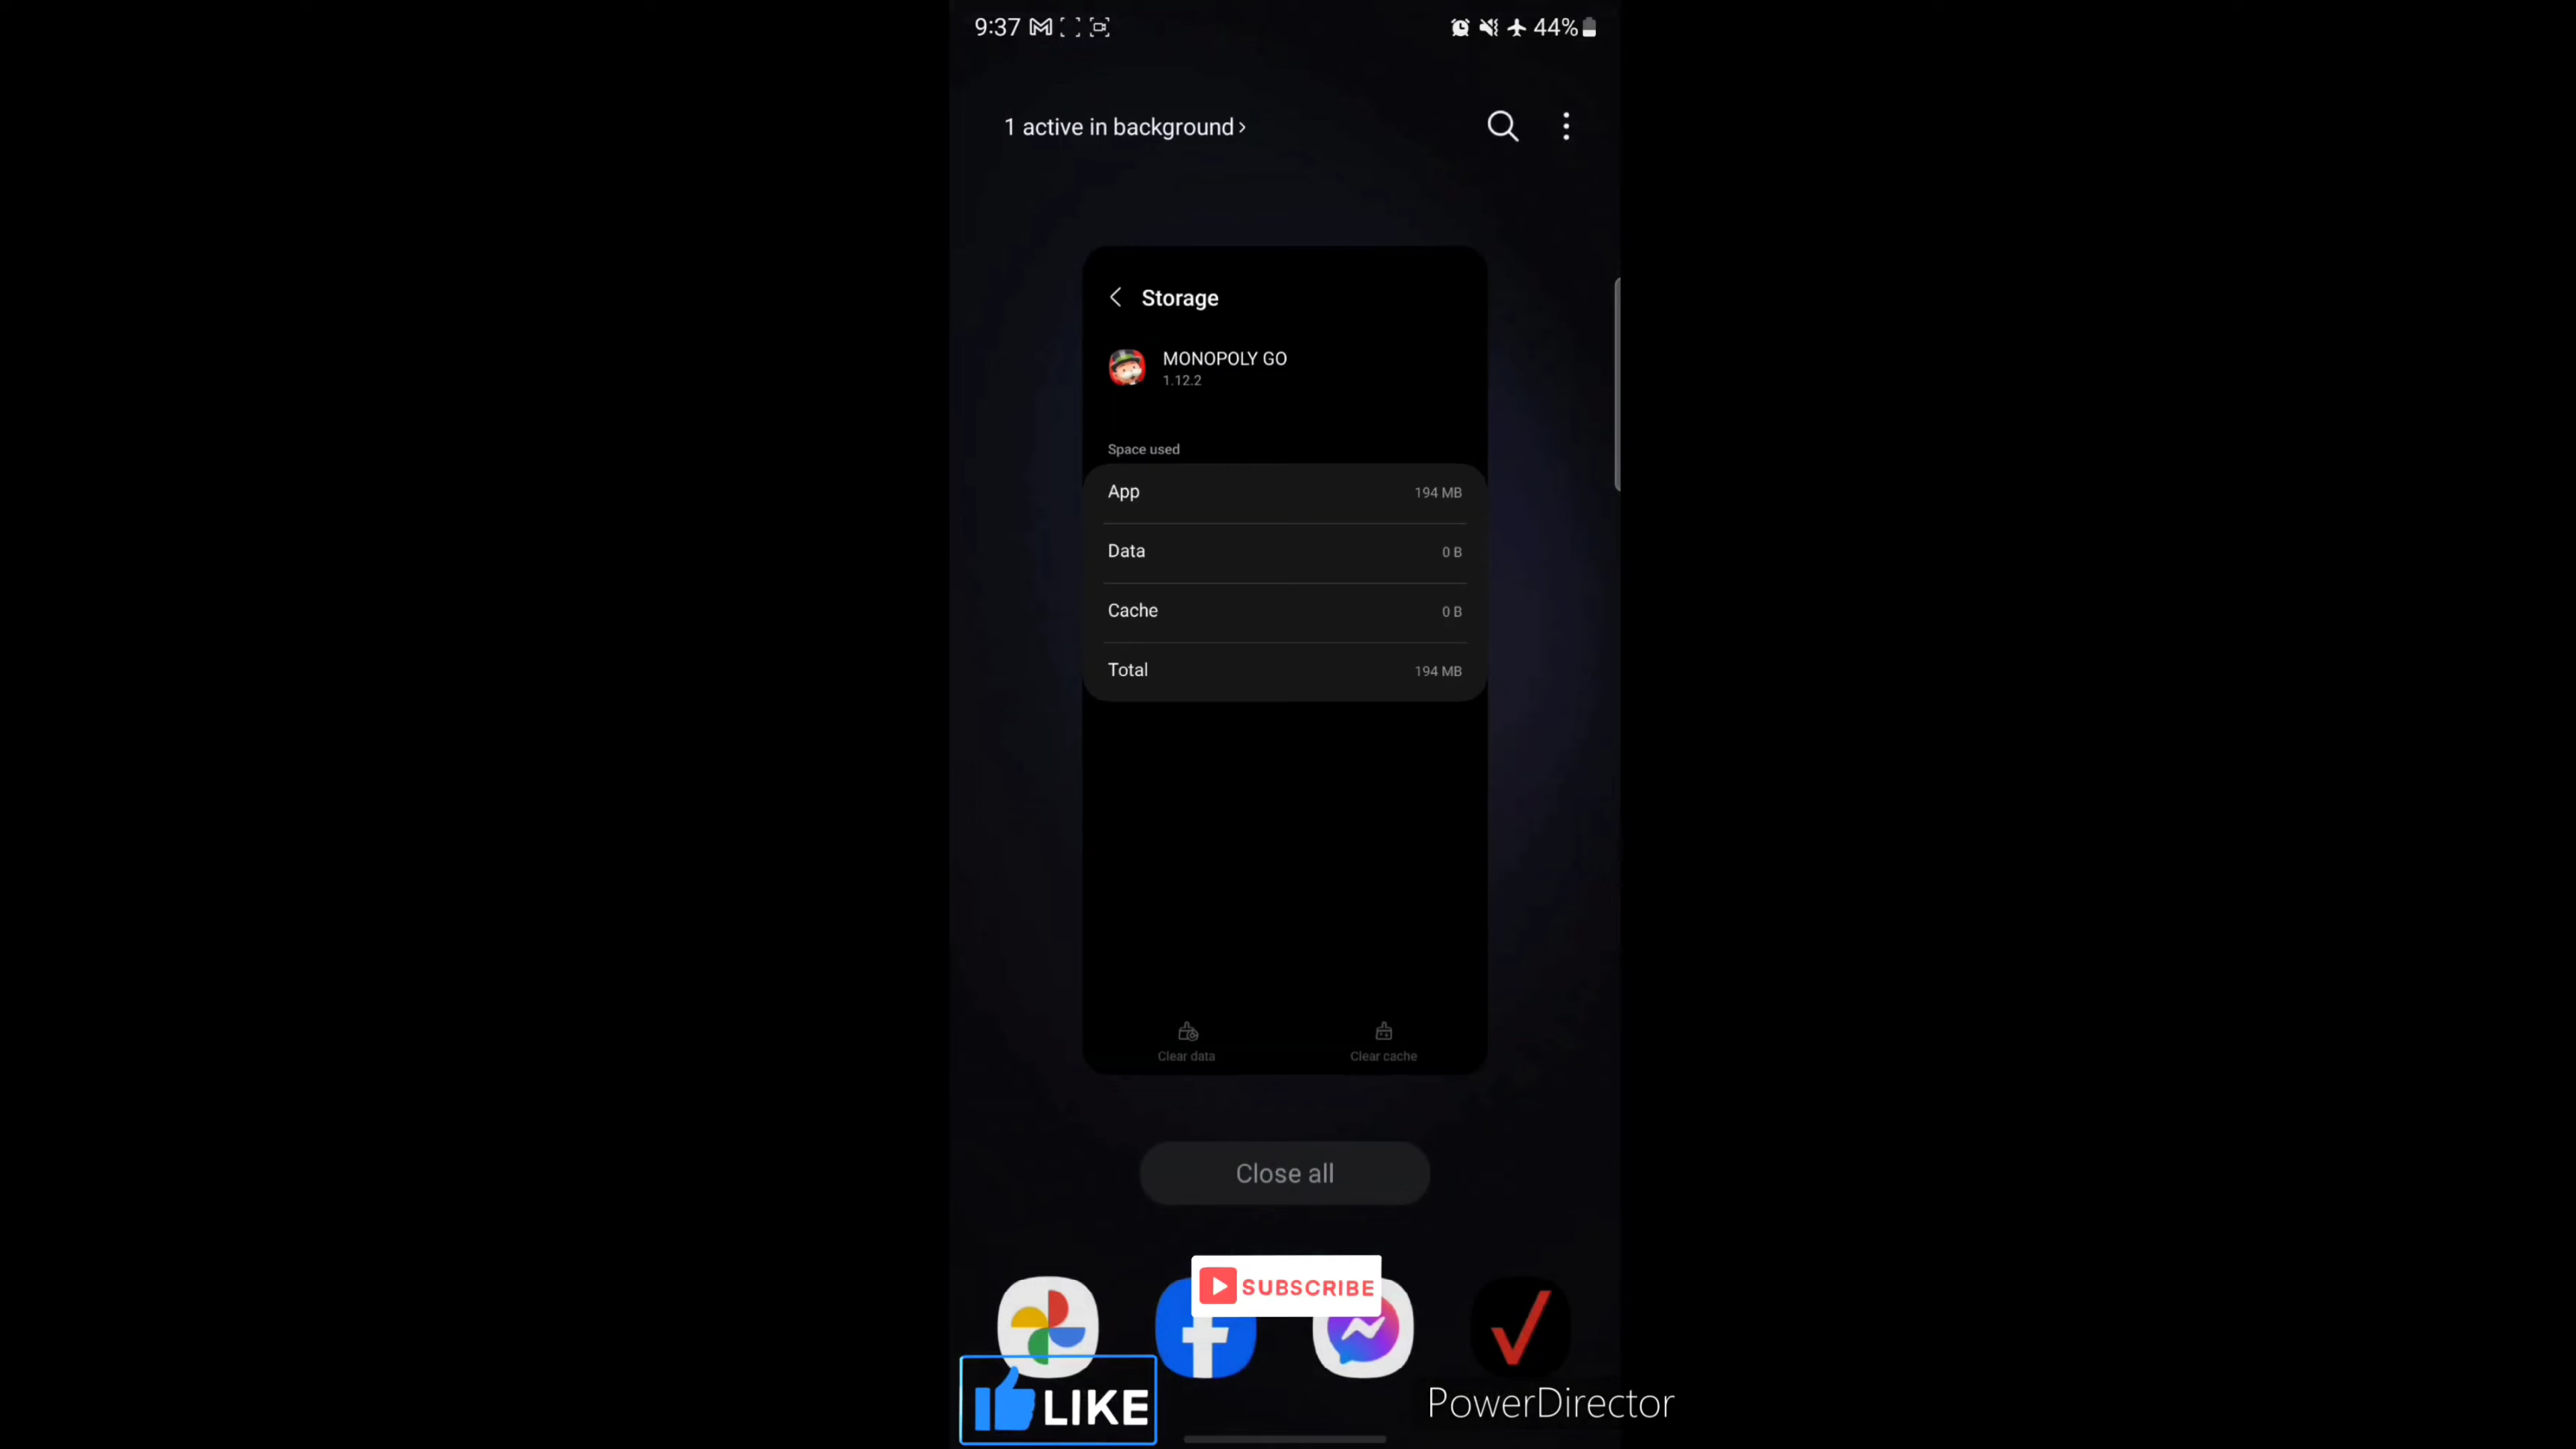 9:37
44%
1 active in background
Storage
MONOPOLY GO
1.12.2
Space used
App 194 MB
Data 0 B
Cache 0 B
Total 194 MB
Clear data Clear cache
Close all
SUBSCRIBE
LIKE
PowerDirector